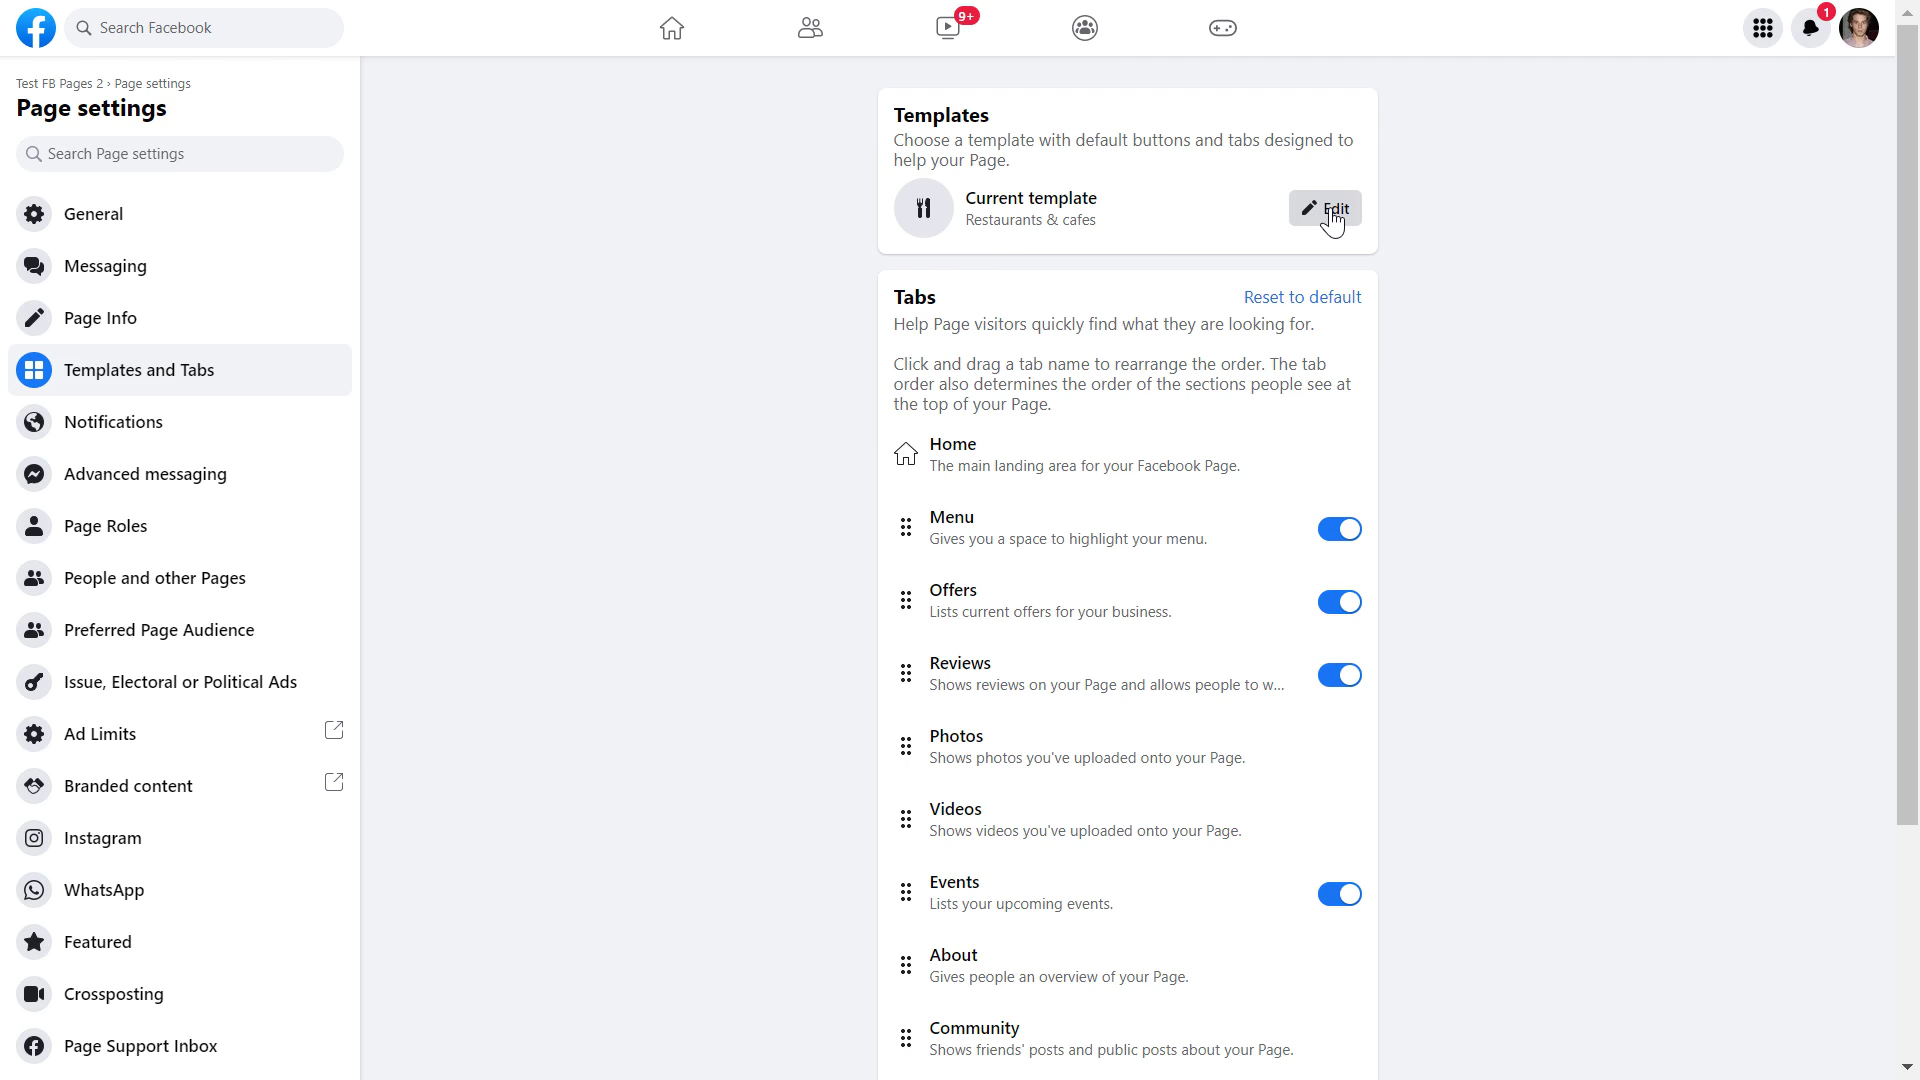 Search Facebook
9+
1
Test FB Pages 2 › Page settings
Page settings
Search Page settings
General
Messaging
Page Info
Templates and Tabs
Notifications
Advanced messaging
Page Roles
People and other Pages
Preferred Page Audience
Issue, Electoral or Political Ads
Ad Limits
Branded content
Instagram
WhatsApp
Featured
Crossposting
Page Support Inbox
Templates
Choose a template with default buttons and tabs designed to
help your Page.
Current template
Restaurants & cafes
Edit
Tabs
Reset to default
Help Page visitors quickly find what they are looking for.
Click and drag a tab name to rearrange the order. The tab
order also determines the order of the sections people see at
the top of your Page.
Home
The main landing area for your Facebook Page.
Menu
Gives you a space to highlight your menu.
Offers
Lists current offers for your business.
Reviews
Shows reviews on your Page and allows people to w...
Photos
Shows photos you've uploaded onto your Page.
Videos
Shows videos you've uploaded onto your Page.
Events
Lists your upcoming events.
About
Gives people an overview of your Page.
Community
Shows friends' posts and public posts about your Page.